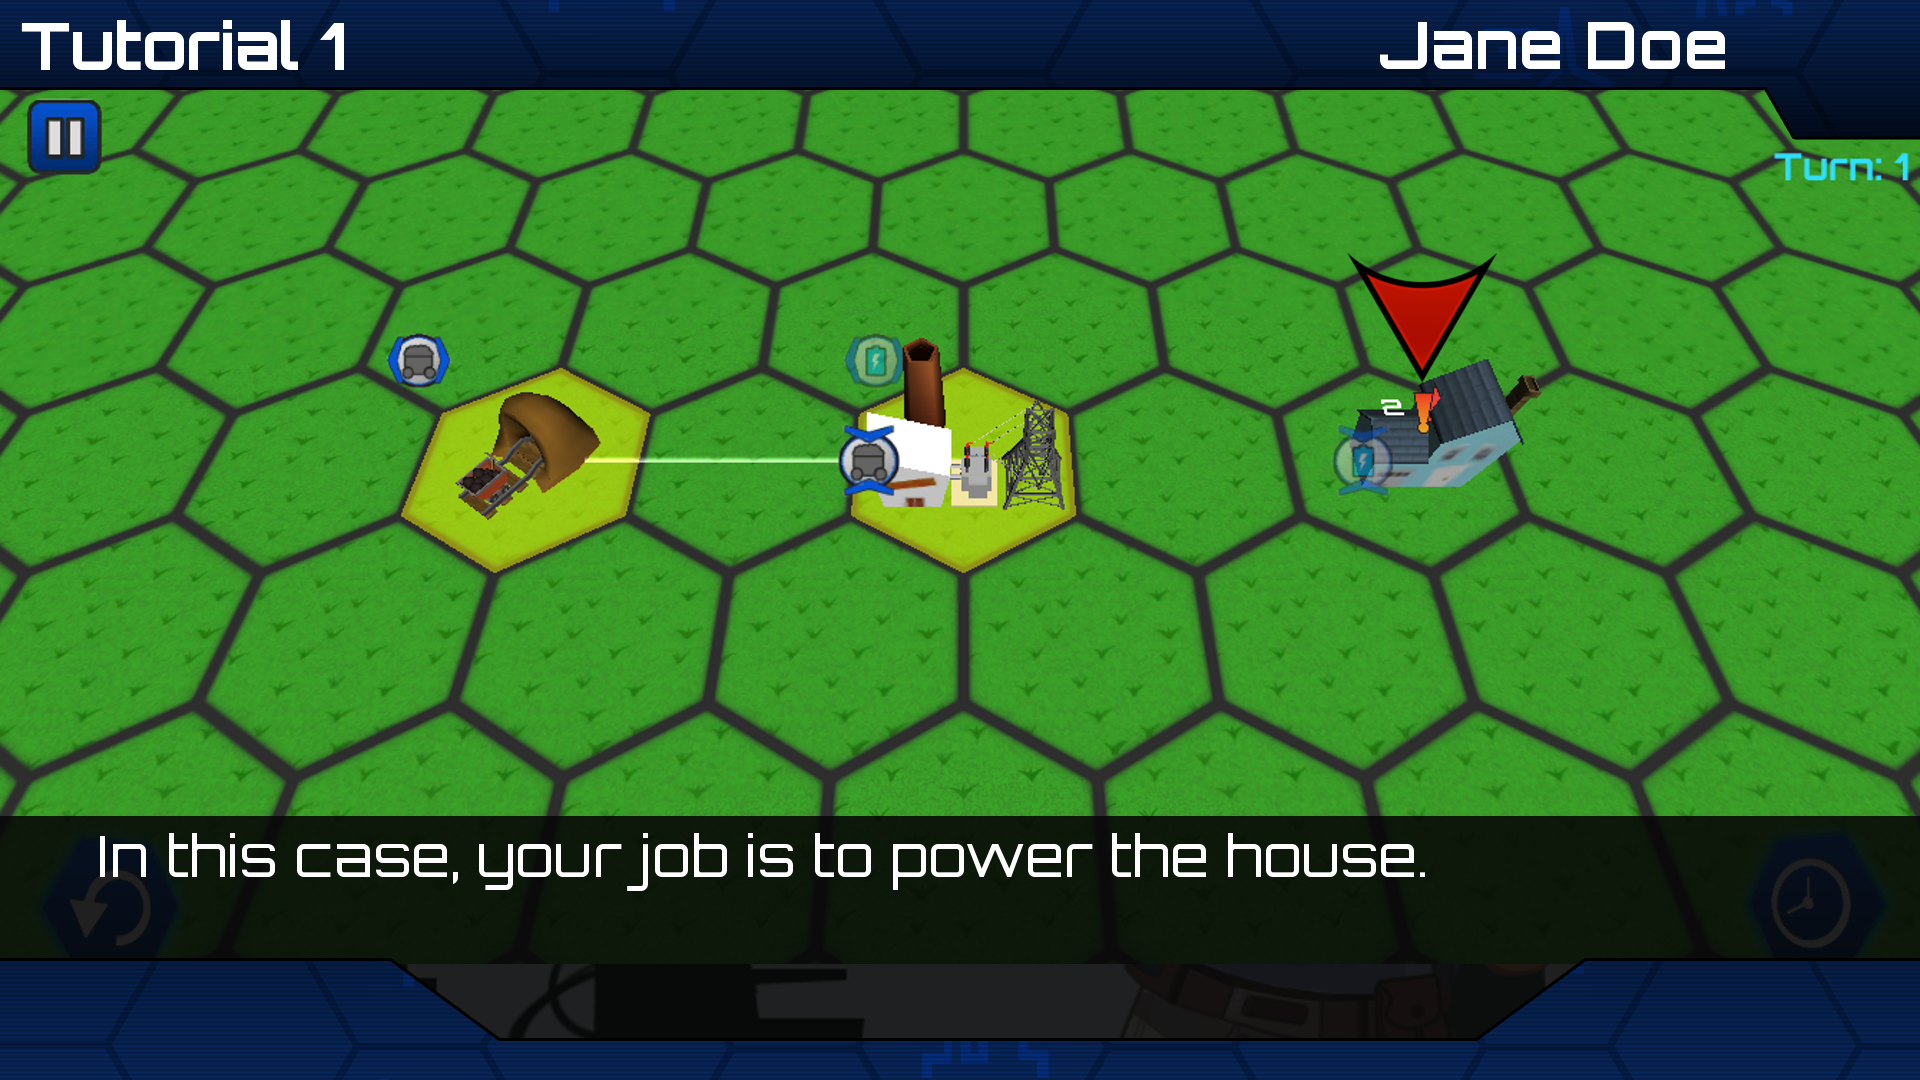 Tutorial 1
Jane Doe
Turn: 1
2
In this case, your job is to power the house.